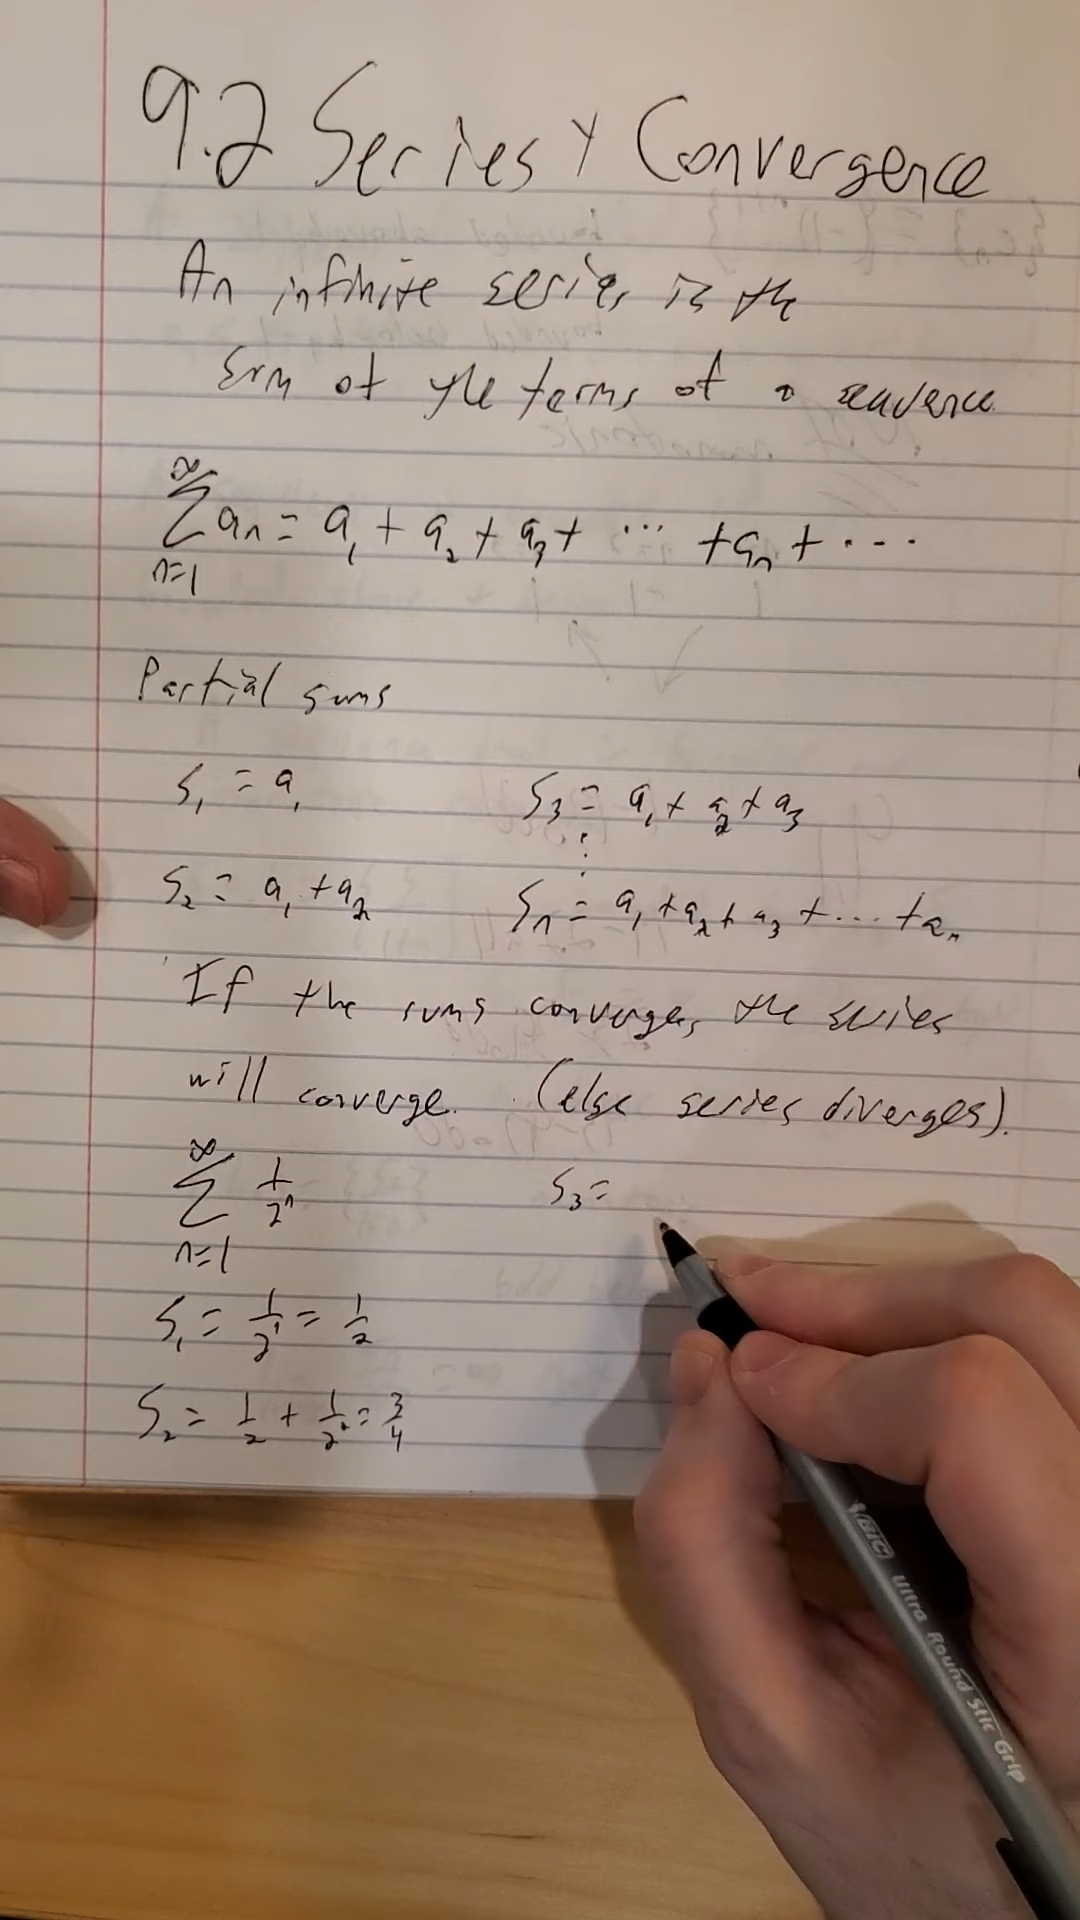 9.2 Series & Convergence
An infinite series is the
sum of the terms of a sequence
∞
∑ aₙ = a₁ + a₂ + a₃ + ... + aₙ + ...
n=1
Partial sums
S₁ = a₁
S₂ = a₁ + a₂
S₃ = a₁ + a₂ + a₃
⋮
Sₙ = a₁ + a₂ + a₃ + ... + aₙ
If the sums converges, the series
will converge. (else series diverges).
∞
∑ 1/2ⁿ
n=1
S₁ = 1/2¹ = 1/2
S₂ = 1/2 + 1/2² = 3/4
S₃ =
BIC Ultra Round Stic Grip